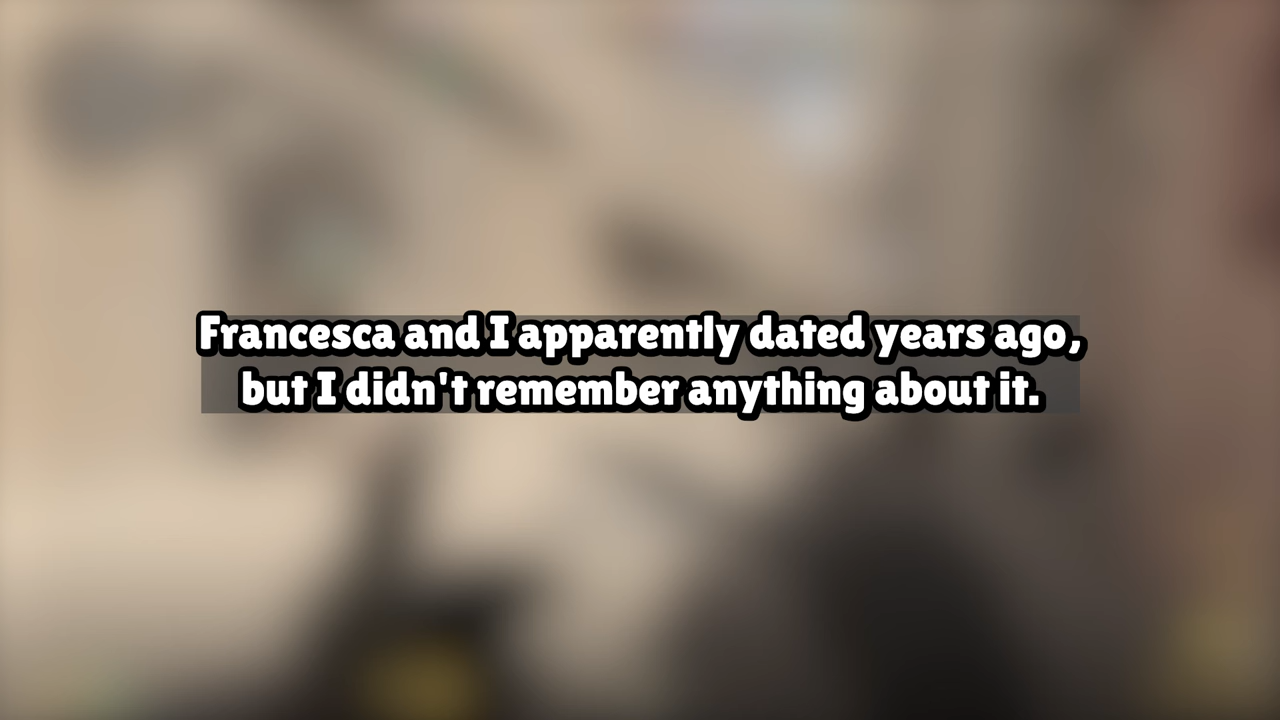 Francesca and I apparently dated years ago,
but I didn't remember anything about it.